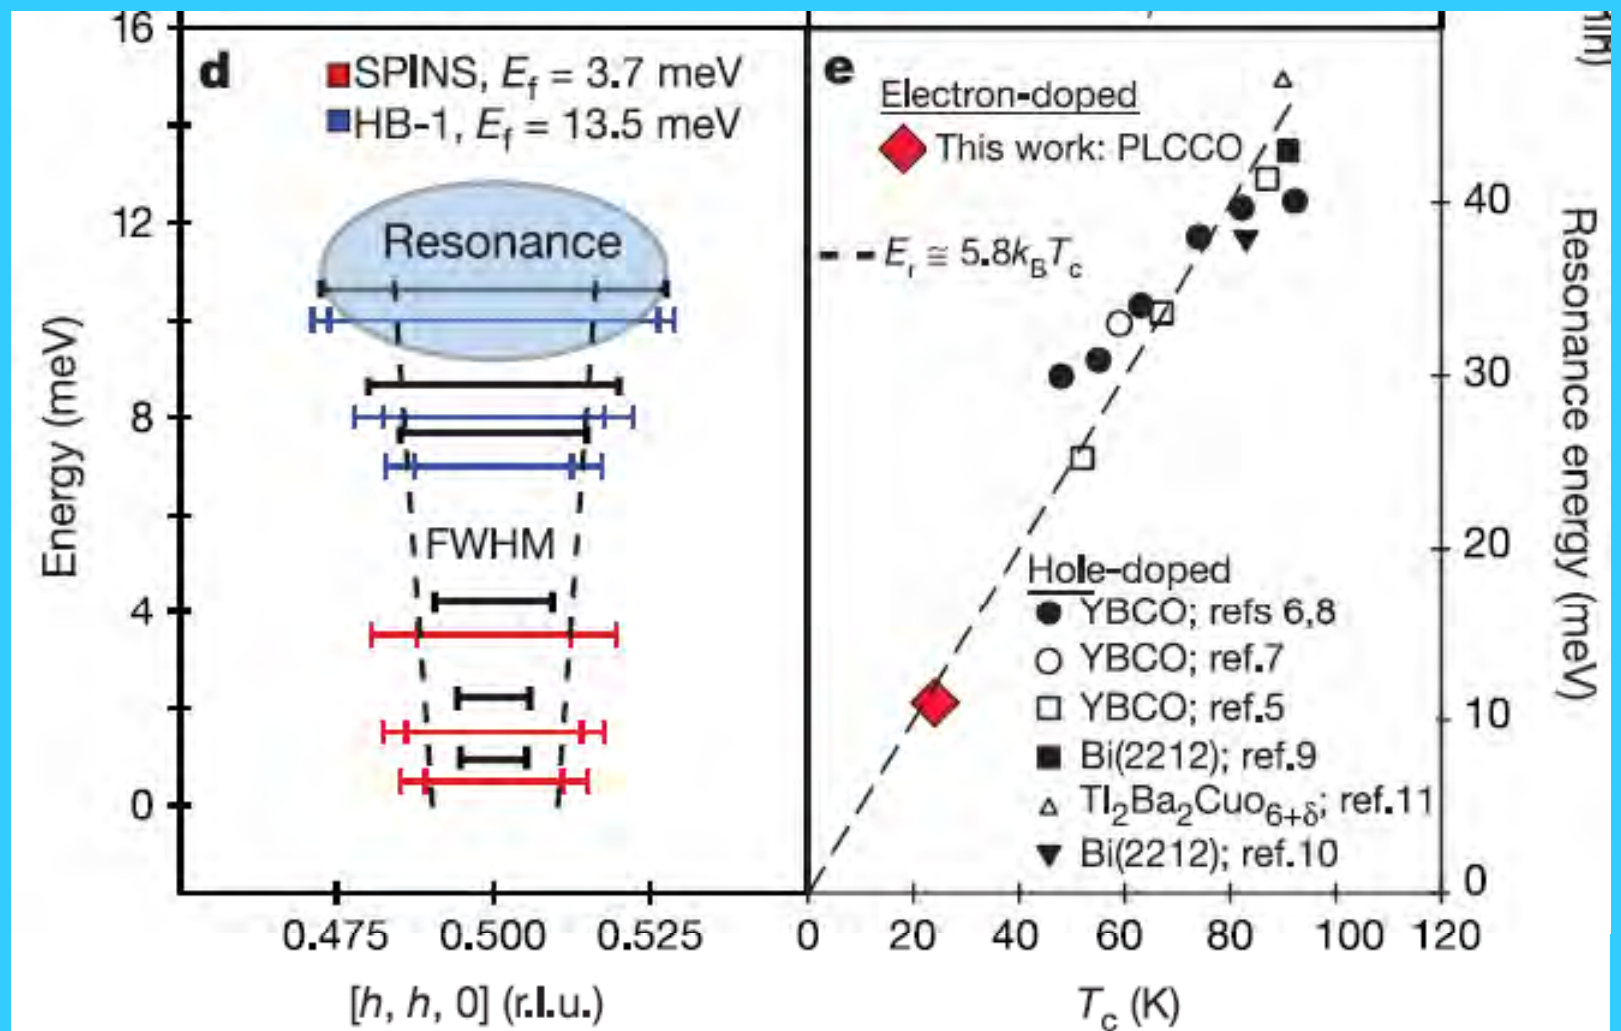 16
12
8
4
0
Energy (meV)
d
SPINS, E_f = 3.7 meV
HB-1, E_f = 13.5 meV
Resonance
FWHM
0.475 0.500 0.525
[h, h, 0] (r.l.u.)
e
Electron-doped
This work: PLCCO
E_r ≅ 5.8k_BT_c
Hole-doped
YBCO; refs 6,8
YBCO; ref.7
YBCO; ref.5
Bi(2212); ref.9
Tl₂Ba₂Cuo₆₊δ; ref.11
Bi(2212); ref.10
0 20 40 60 80 100 120
T_c (K)
40
30
20
10
0
Resonance energy (meV)